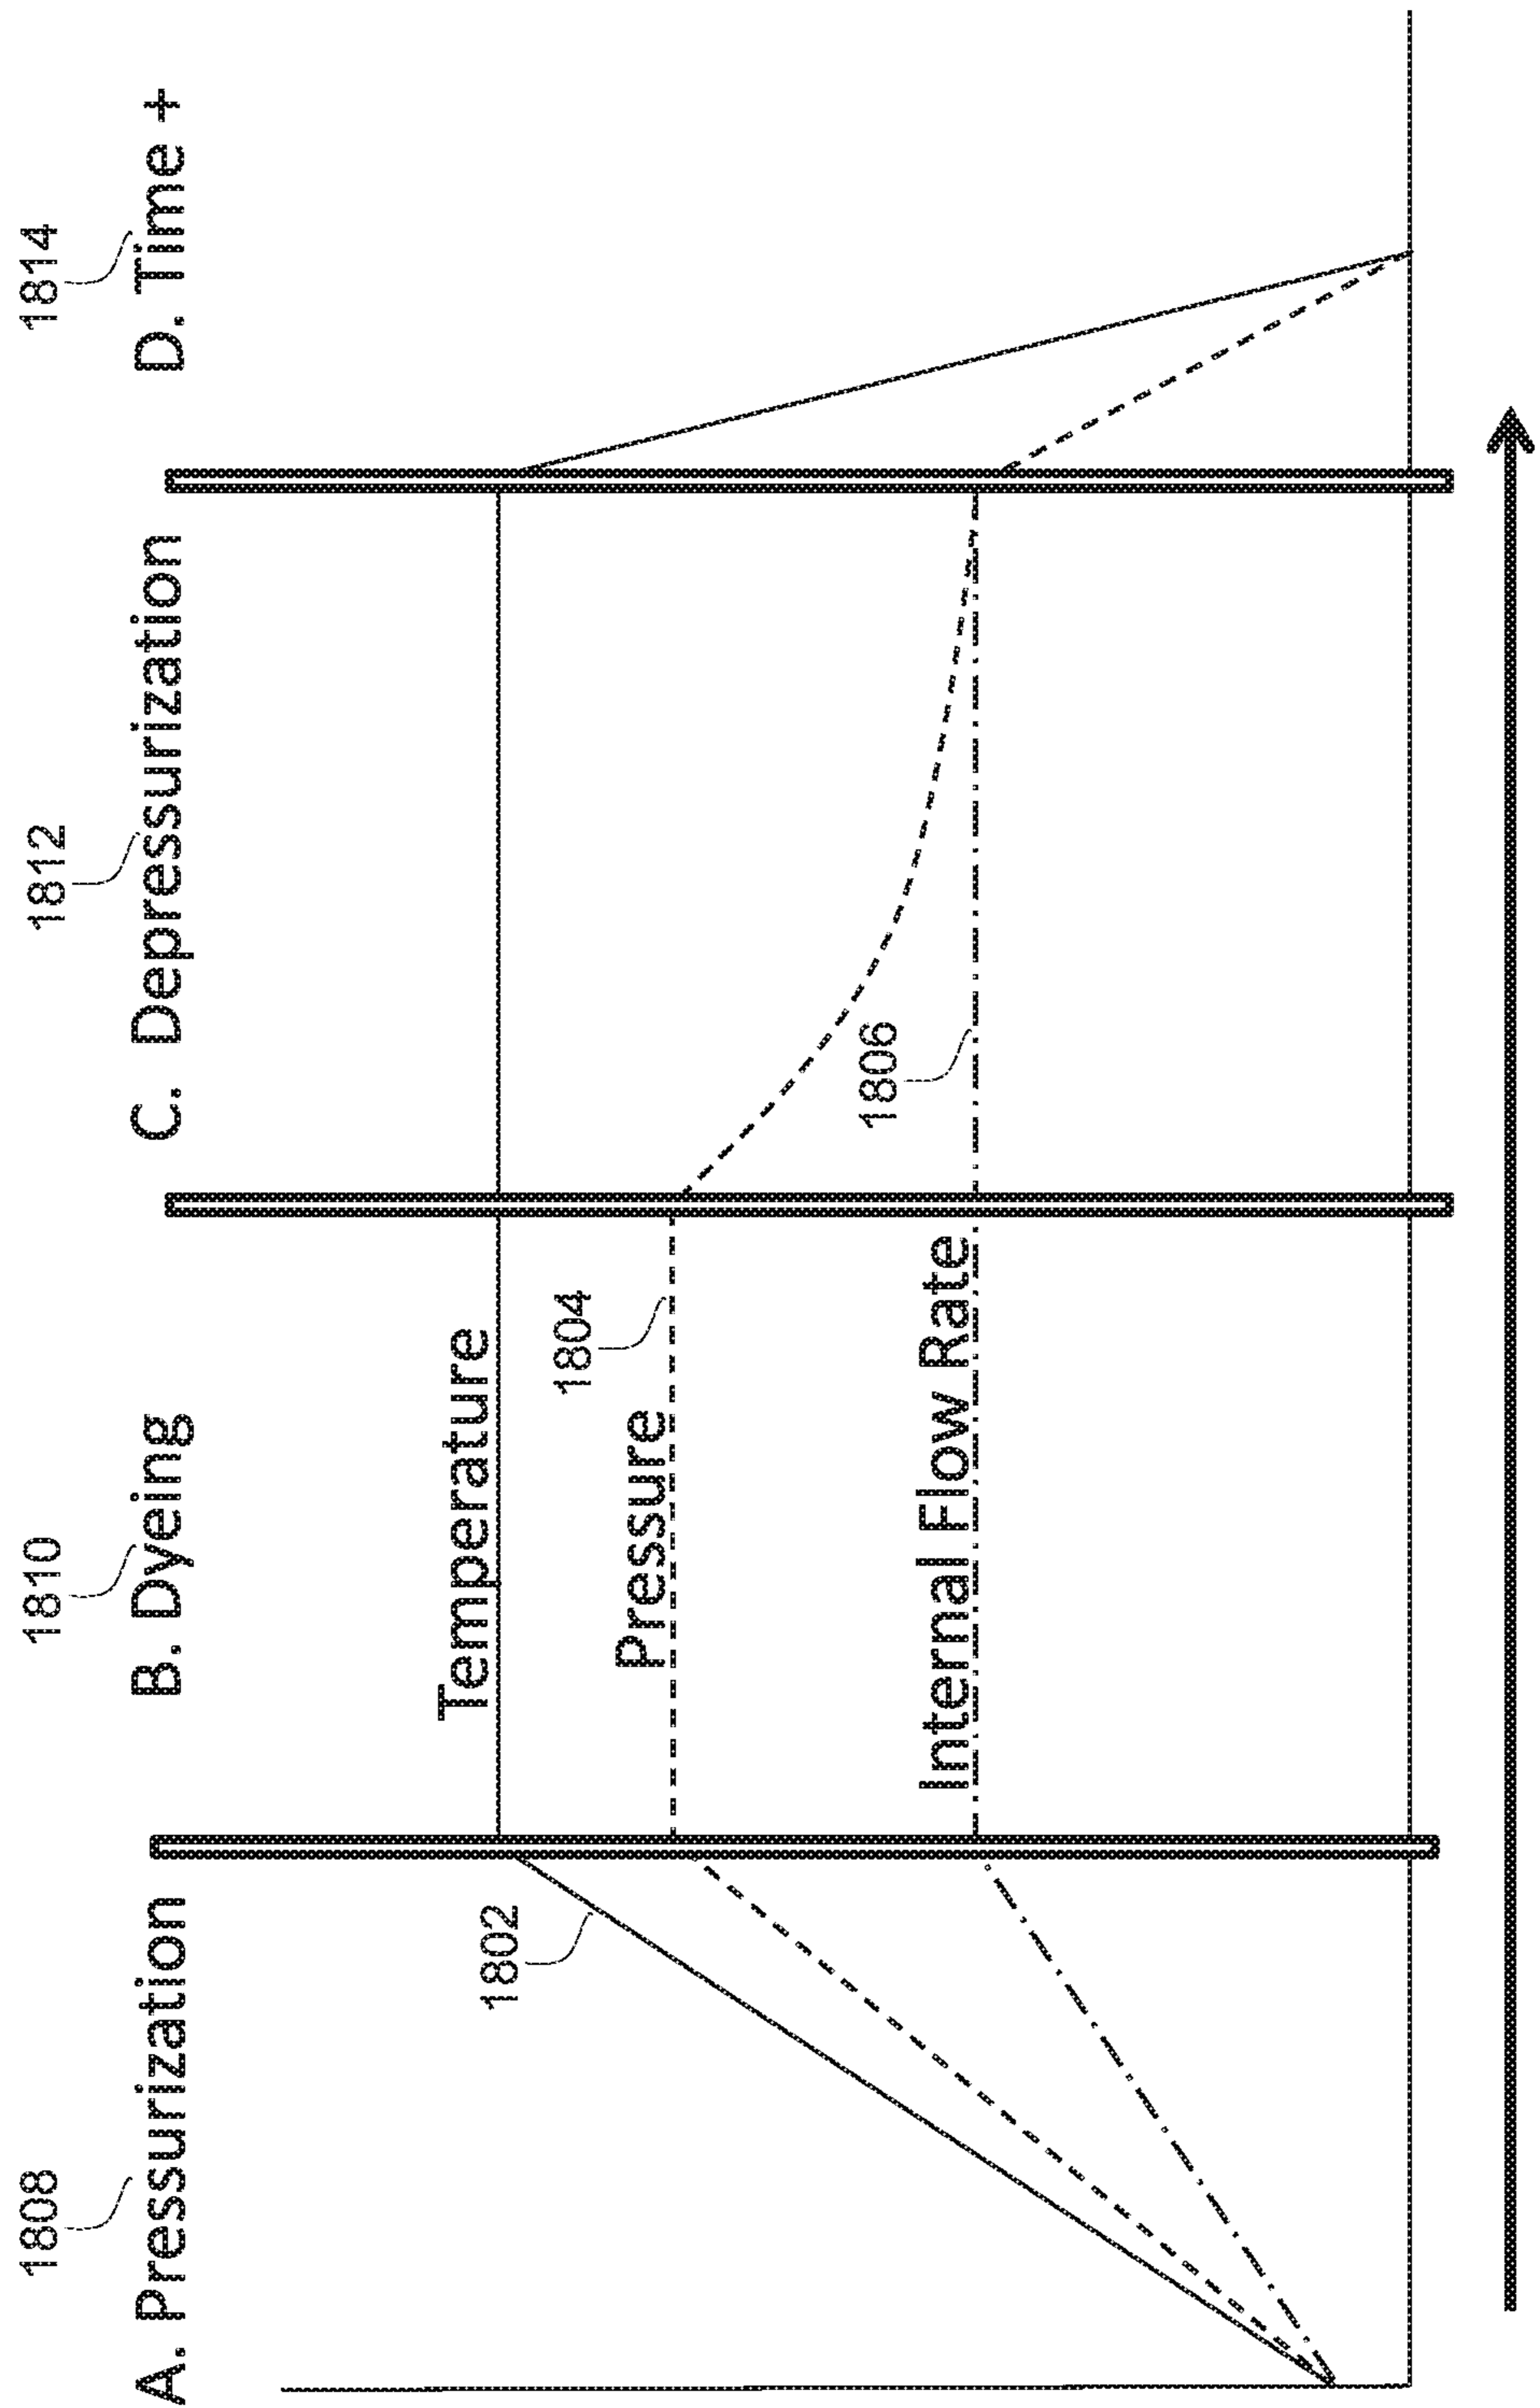 1808
1810
1812
1814
A. Pressurization
B. Dyeing
C. Depressurization
D. Time +
Temperature
1802
1804
Pressure
1806
Internal Flow Rate